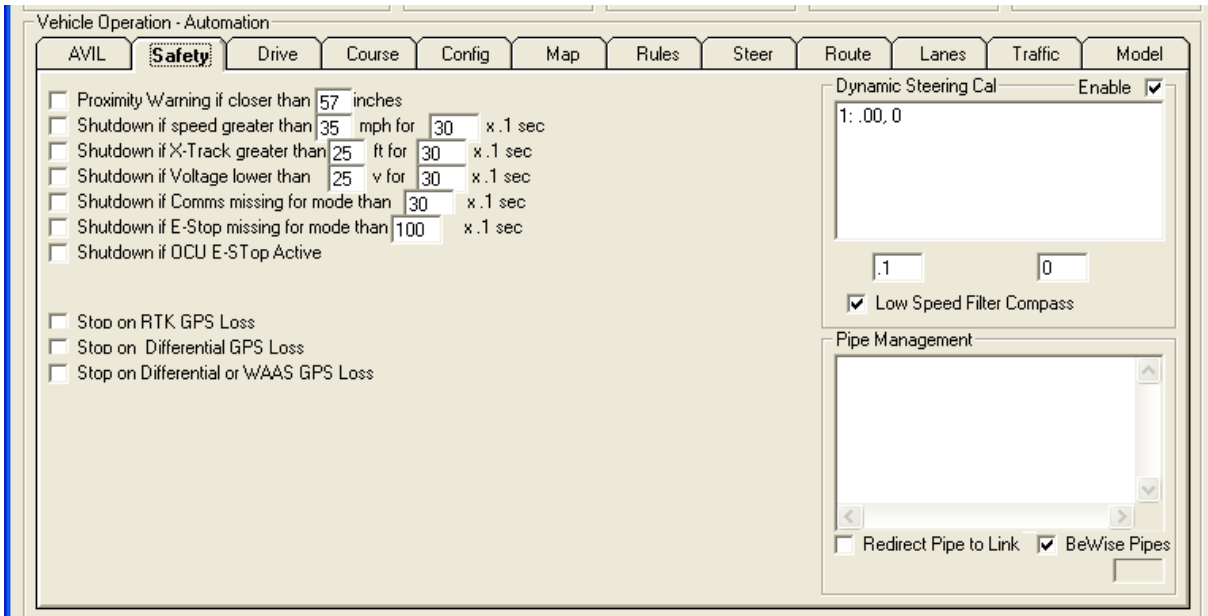 Vehicle Operation - Automation
AVIL Safety Drive Course Config Map Rules Steer Route Lanes Traffic Model
Proximity Warning if closer than 57 inches
Shutdown if speed greater than 35 mph for 30 x .1 sec
Shutdown if X-Track greater than 25 ft for 30 x .1 sec
Shutdown if Voltage lower than 25 v for 30 x .1 sec
Shutdown if Comms missing for mode than 30 x .1 sec
Shutdown if E-Stop missing for mode than 100 x .1 sec
Shutdown if OCU E-STop Active
Stop on RTK GPS Loss
Stop on Differential GPS Loss
Stop on Differential or WAAS GPS Loss
Dynamic Steering Cal Enable
1: .00, 0
.1 0
Low Speed Filter Compass
Pipe Management
Redirect Pipe to Link BeWise Pipes